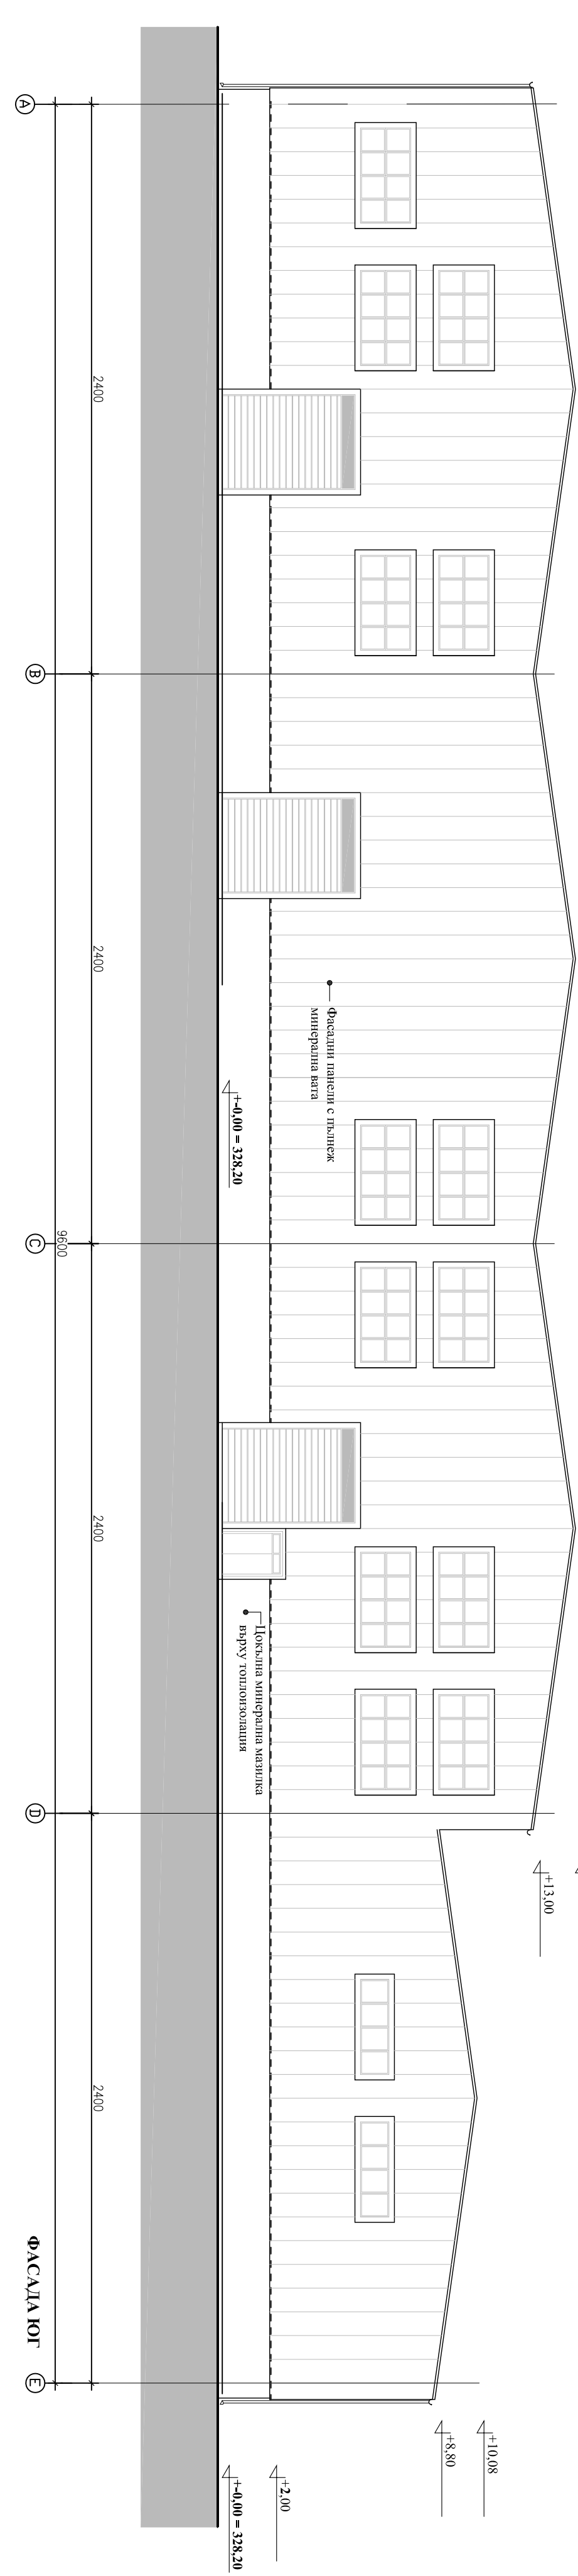 +13,00
+10,08
+8,80
+2,00
+-0,00 = 328,20
Фасадни панели с пълнеж
минерална вата
+-0,00 = 328,20
Цокълна минерална мазилка
върху топлоизолация
2400
2400
2400
2400
9600
A
B
C
D
E
ФАСАДА ЮГ